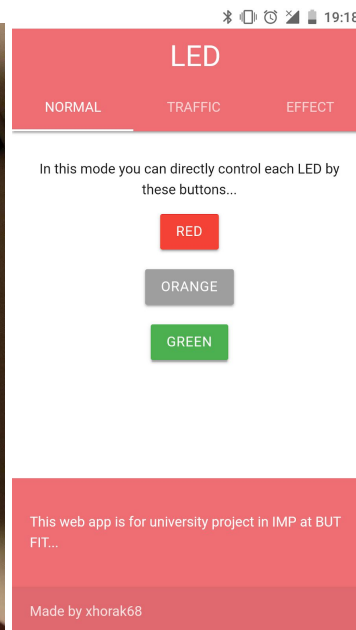 19:18
LED
NORMAL TRAFFIC EFFECT
In this mode you can directly control each LED by
these buttons...
RED
ORANGE
GREEN
This web app is for university project in IMP at BUT
FIT...
Made by xhorak68